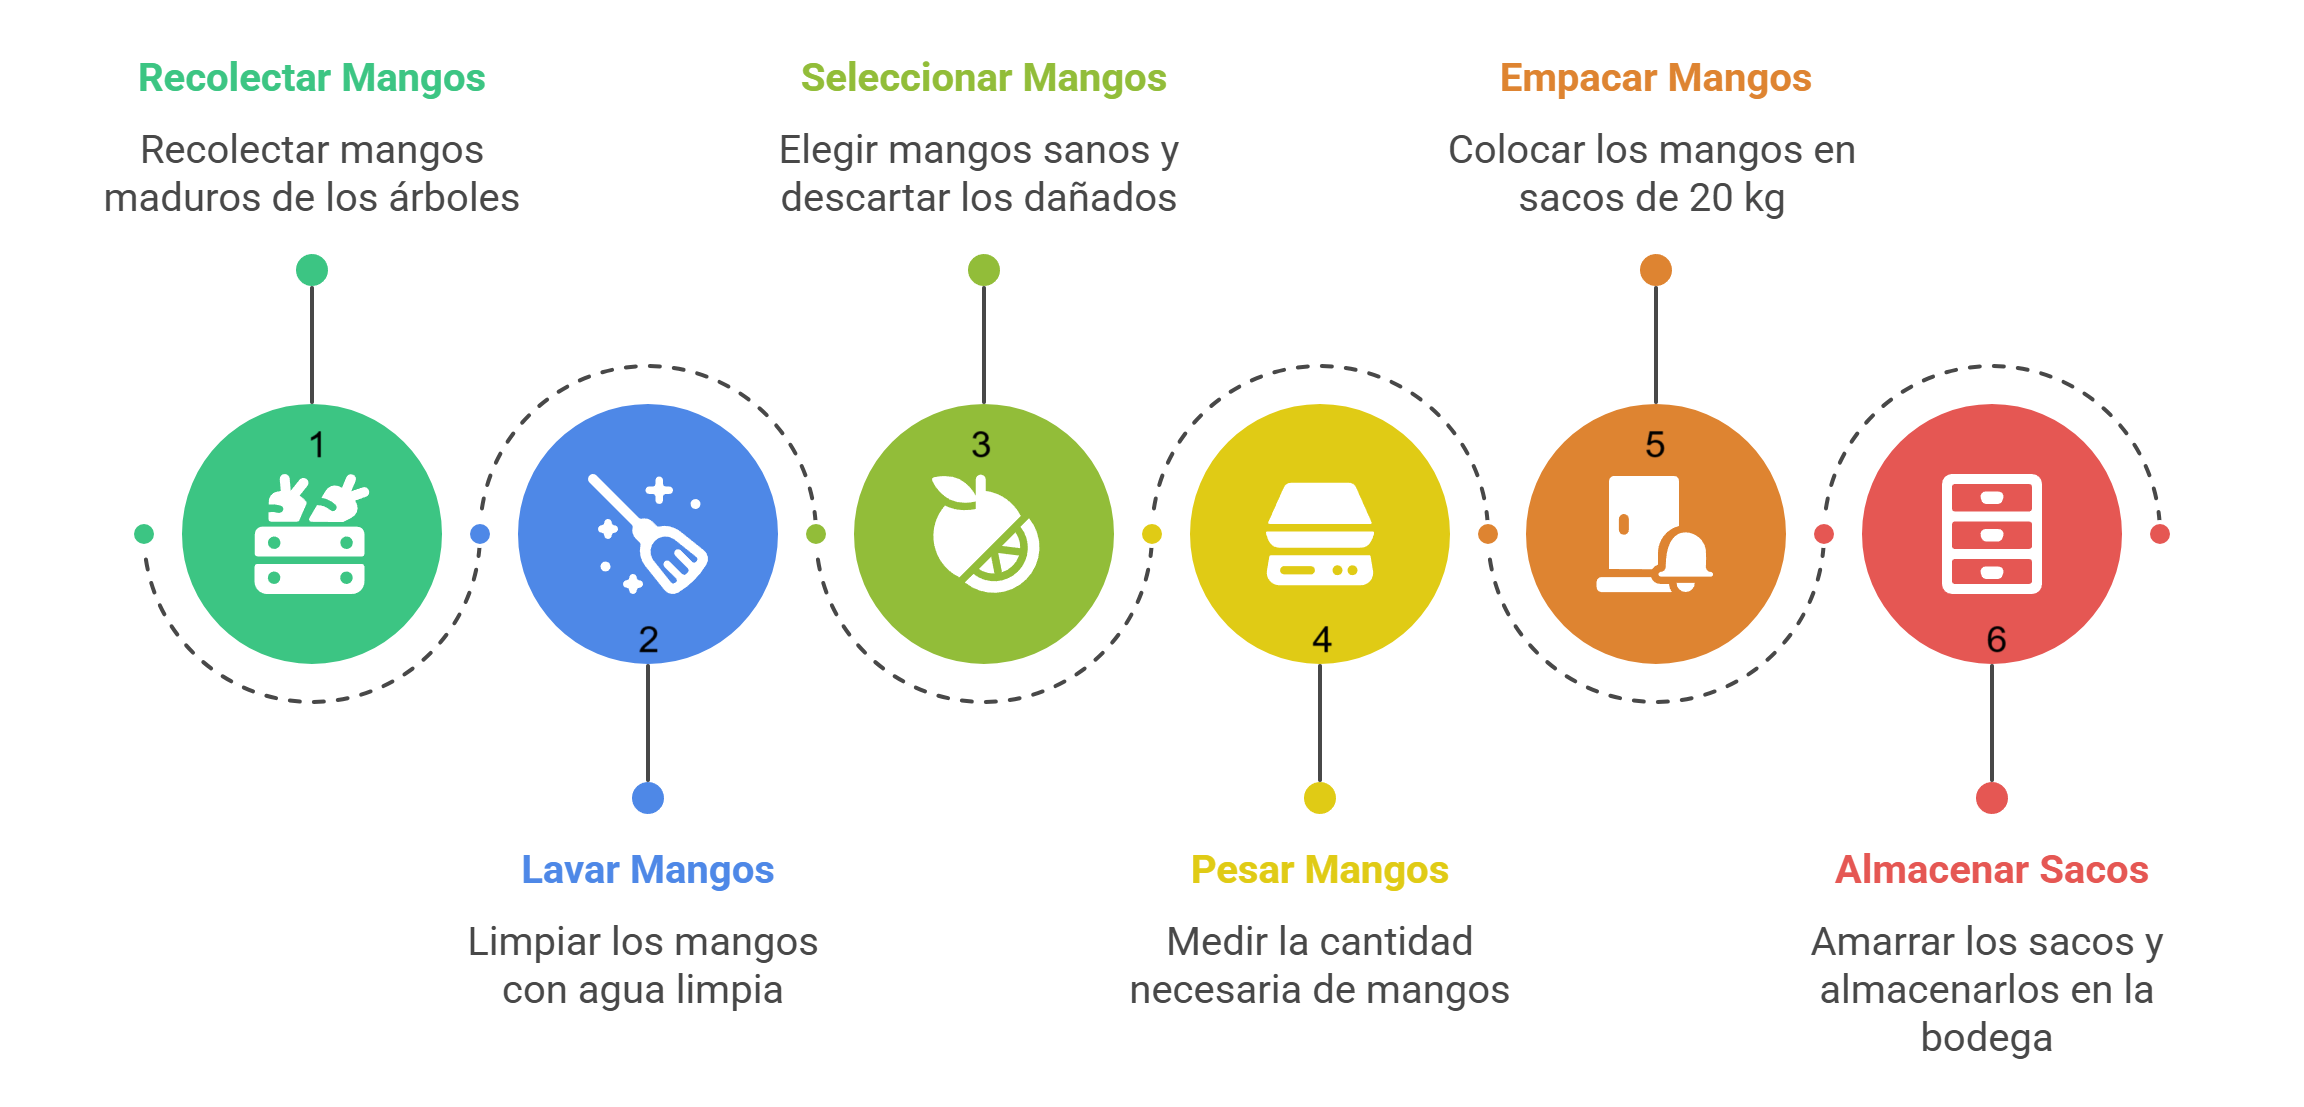 Recolectar Mangos
Recolectar mangos
maduros de los árboles
1
2
Lavar Mangos
Limpiar los mangos
con agua limpia
Seleccionar Mangos
Elegir mangos sanos y
descartar los dañados
3
4
Pesar Mangos
Medir la cantidad
necesaria de mangos
Empacar Mangos
Colocar los mangos en
sacos de 20 kg
5
6
Almacenar Sacos
Amarrar los sacos y
almacenarlos en la
bodega